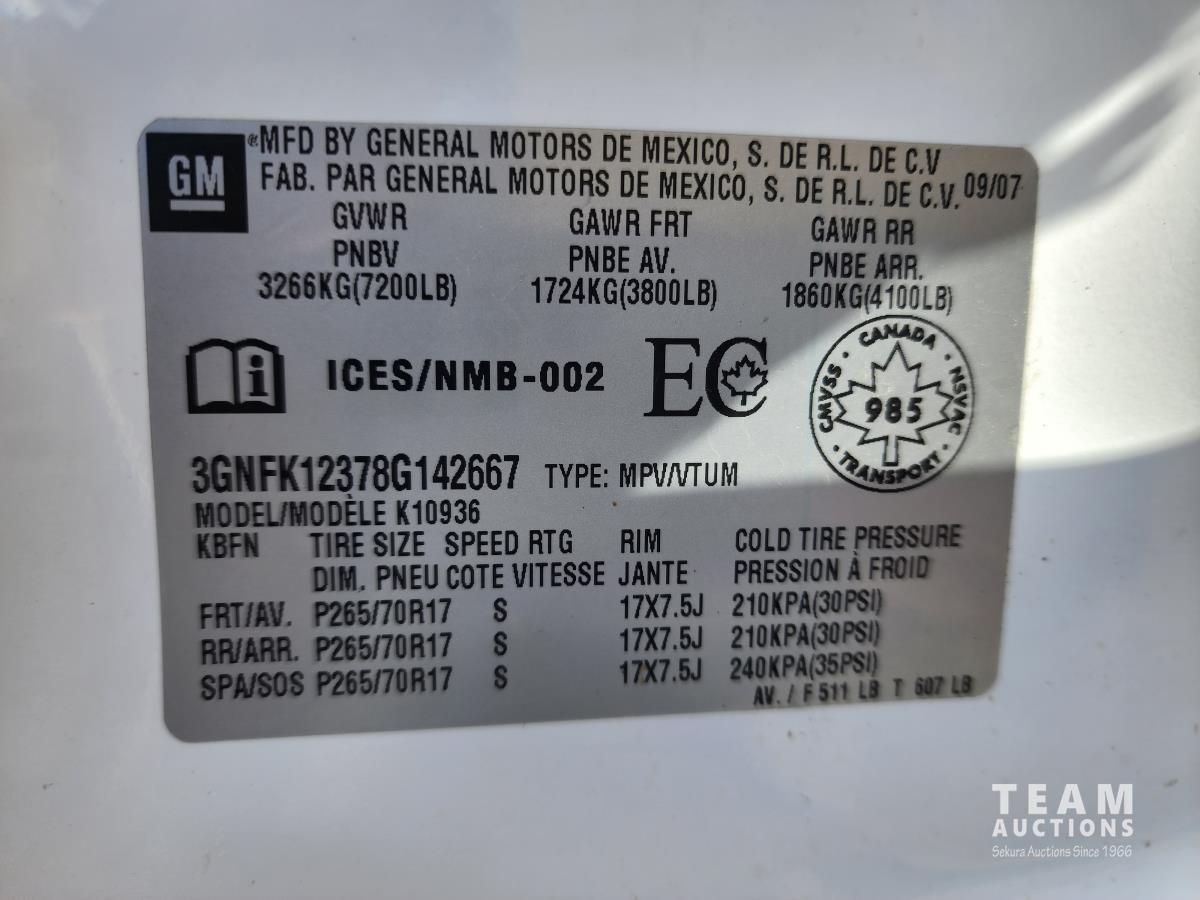 GM
®MFD BY GENERAL MOTORS DE MEXICO, S. DE R.L. DE C.V
FAB. PAR GENERAL MOTORS DE MEXICO, S. DE R.L. DE C.V. 09/07
GVWR GAWR FRT GAWR RR
PNBV PNBE AV. PNBE ARR.
3266KG(7200LB) 1724KG(3800LB) 1860KG(4100LB)
i ICES/NMB-002 EC
CANADA
CMVSS 985 NSVAC
TRANSPORT
3GNFK12378G142667 TYPE: MPV/VTUM
MODEL/MODÈLE K10936
KBFN TIRE SIZE SPEED RTG RIM COLD TIRE PRESSURE
DIM. PNEU COTE VITESSE JANTE PRESSION À FROID
FRT/AV. P265/70R17 S 17X7.5J 210KPA(30PSI)
RR/ARR. P265/70R17 S 17X7.5J 210KPA(30PSI)
SPA/SOS P265/70R17 S 17X7.5J 240KPA(35PSI)
AV. / F 511 LB T 607 LB
TEAM
AUCTIONS
Sekura Auctions Since 1966